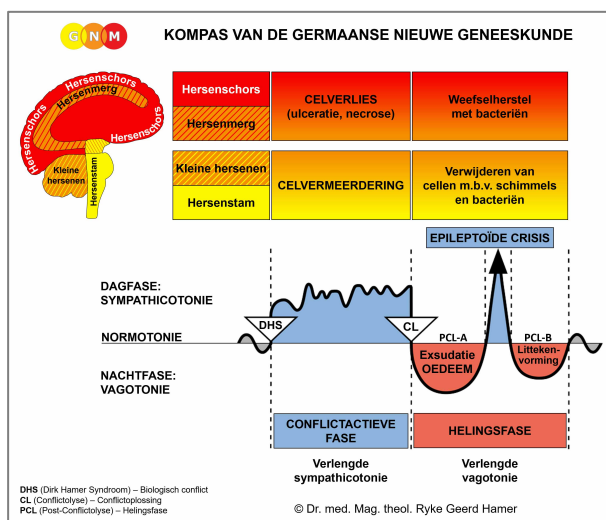 G N M
KOMPAS VAN DE GERMAANSE NIEUWE GENEESKUNDE
Hersenschors
Hersenmerg
Hersenschors
Hersenschors
Kleine
hersenen
Hersenstam
Hersenschors
Hersenmerg
CELVERLIES
(ulceratie, necrose)
Weefselherstel
met bacteriën
Kleine hersenen
Hersenstam
CELVERMEERDERING
Verwijderen van
cellen m.b.v. schimmels
en bacteriën
EPILEPTOÏDE CRISIS
DAGFASE:
SYMPATHICOTONIE
DHS
CL
NORMOTONIE
PCL-A
PCL-B
Exsudatie
OEDEEM
Litteken-
vorming
NACHTFASE:
VAGOTONIE
CONFLICTACTIEVE
FASE
HELINGSFASE
Verlengde
sympathicotonie
Verlengde
vagotonie
DHS (Dirk Hamer Syndroom) – Biologisch conflict
CL (Conflictolyse) – Conflictoplossing
PCL (Post-Conflictolyse) – Helingsfase
© Dr. med. Mag. theol. Ryke Geerd Hamer